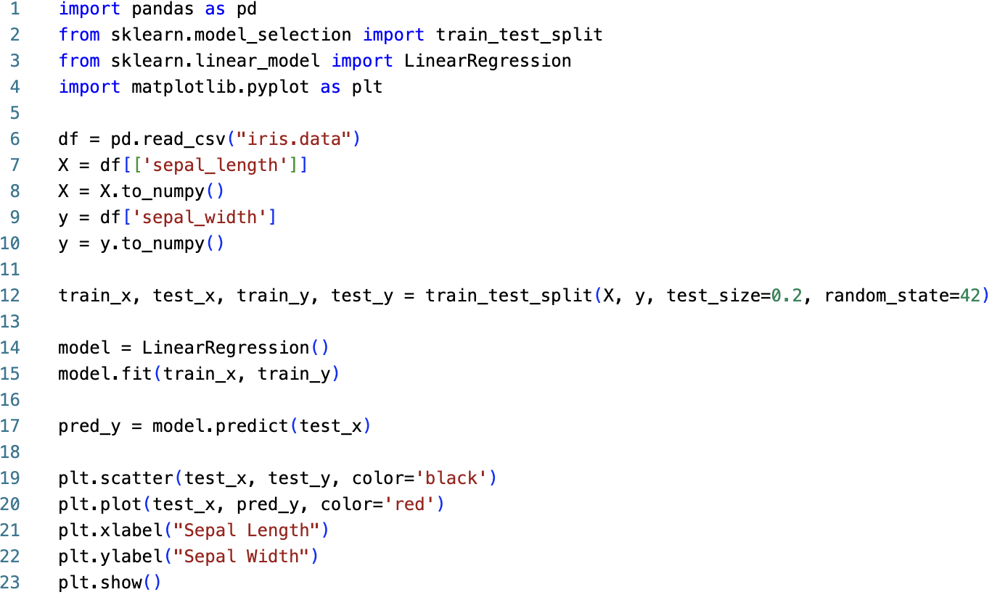 1 import pandas as pd
2 from sklearn.model_selection import train_test_split
3 from sklearn.linear_model import LinearRegression
4 import matplotlib.pyplot as plt
5
6 df = pd.read_csv("iris.data")
7 X = df[['sepal_length']]
8 X = X.to_numpy()
9 y = df['sepal_width']
10 y = y.to_numpy()
11
12 train_x, test_x, train_y, test_y = train_test_split(X, y, test_size=0.2, random_state=42)
13
14 model = LinearRegression()
15 model.fit(train_x, train_y)
16
17 pred_y = model.predict(test_x)
18
19 plt.scatter(test_x, test_y, color='black')
20 plt.plot(test_x, pred_y, color='red')
21 plt.xlabel("Sepal Length")
22 plt.ylabel("Sepal Width")
23 plt.show()